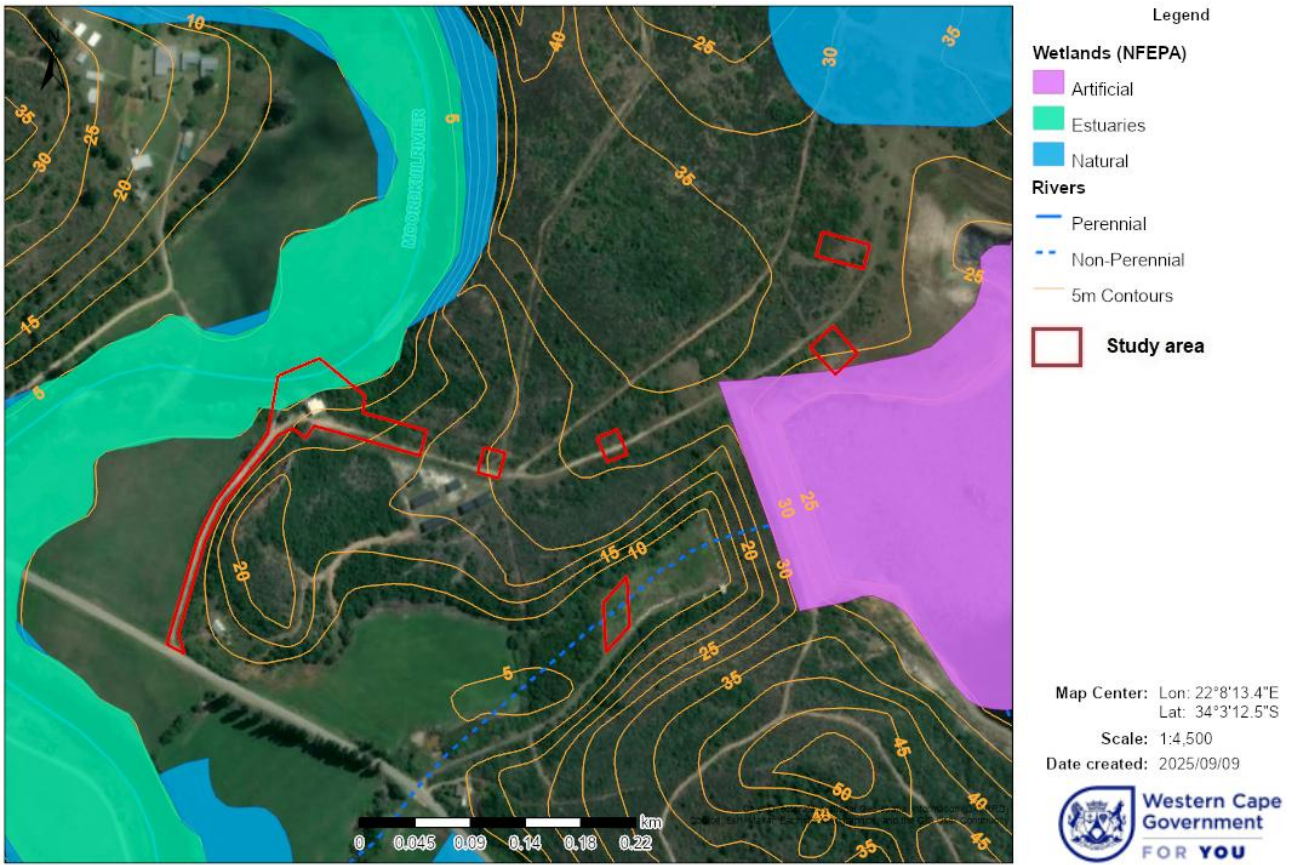 10
40
25
30
35
5
35
25
30
20
MOORDKUILRIVIER
35
15
25
5
30
25
20
15
10
20
30
5
25
35
45
50
40
40
45
35
km
0
0.045
0.09
0.14
0.18
0.22
Legend
Wetlands (NFEPA)
Artificial
Estuaries
Natural
Rivers
Perennial
Non-Perennial
5m Contours
Study area
Map Center: Lon: 22°8'13.4"E
Lat: 34°3'12.5"S
Scale: 1:4,500
Date created: 2025/09/09
Western Cape
Government
FOR YOU